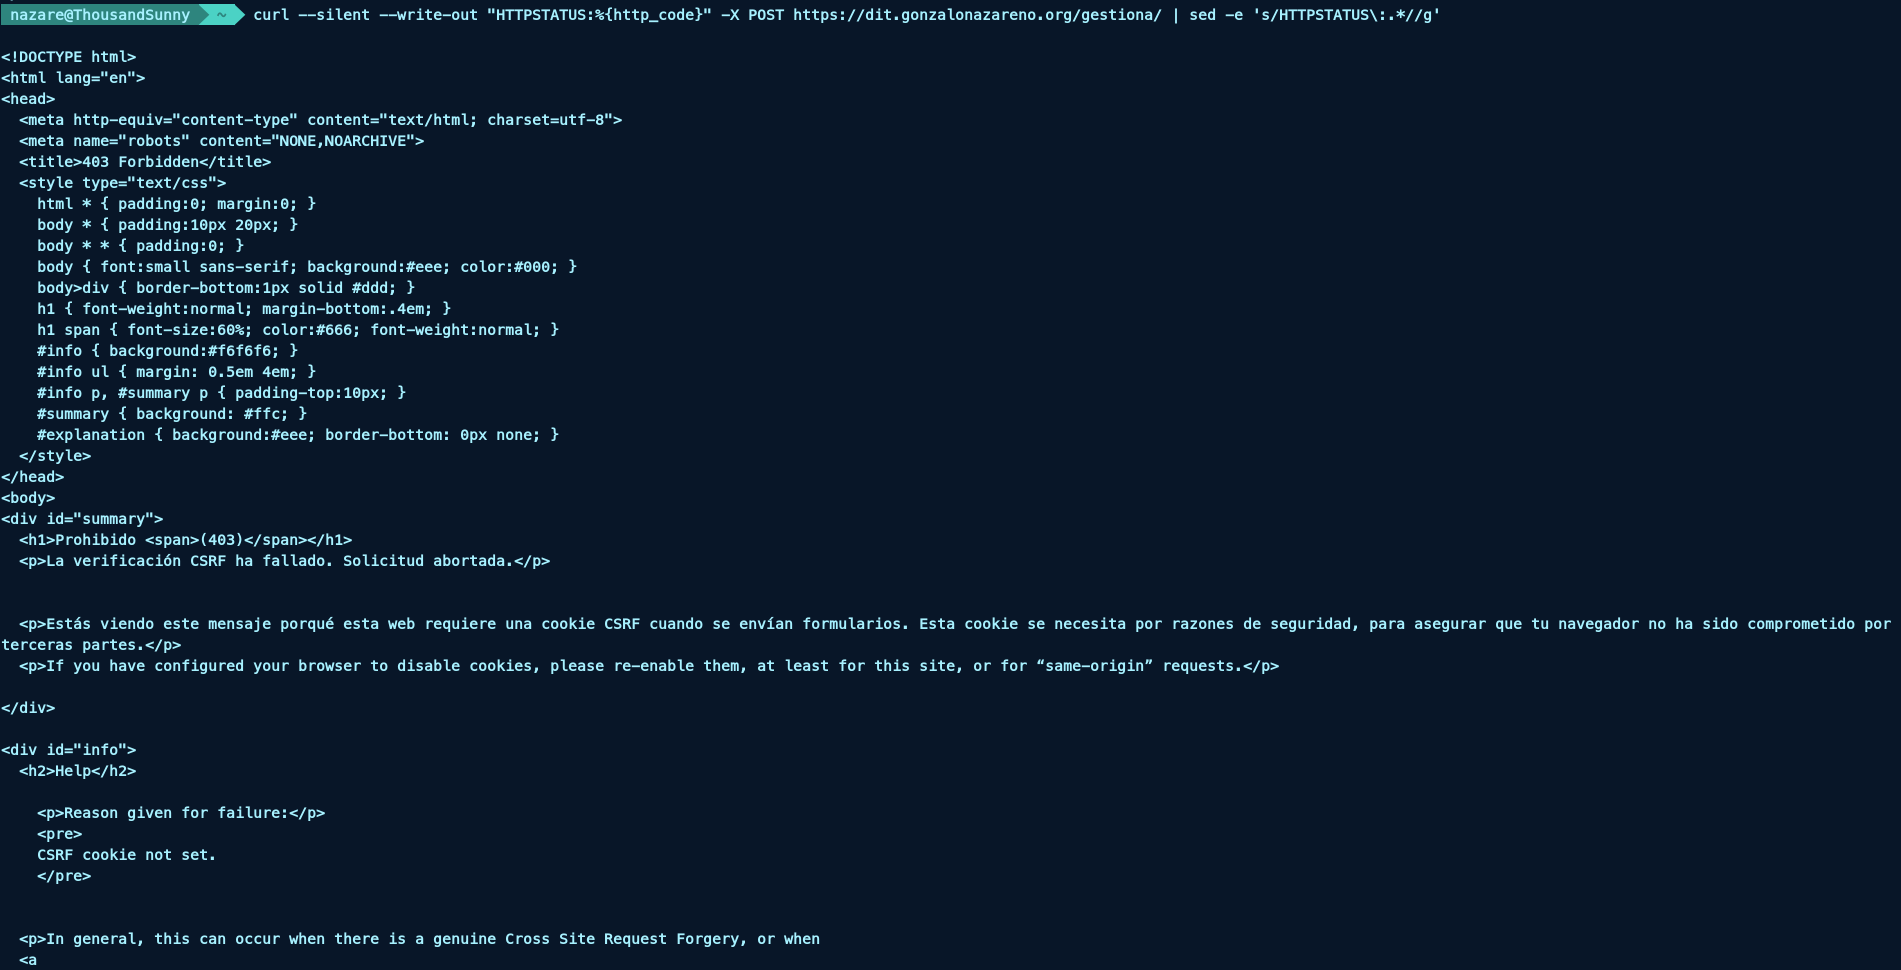 nazare@ThousandSunny ~ curl --silent --write-out "HTTPSTATUS:%{http_code}" -X POST https://dit.gonzalonazareno.org/gestiona/ | sed -e 's/HTTPSTATUS\:.*//g'
<!DOCTYPE html>
<html lang="en">
<head>
  <meta http-equiv="content-type" content="text/html; charset=utf-8">
  <meta name="robots" content="NONE,NOARCHIVE">
  <title>403 Forbidden</title>
  <style type="text/css">
    html * { padding:0; margin:0; }
    body * { padding:10px 20px; }
    body * * { padding:0; }
    body { font:small sans-serif; background:#eee; color:#000; }
    body>div { border-bottom:1px solid #ddd; }
    h1 { font-weight:normal; margin-bottom:.4em; }
    h1 span { font-size:60%; color:#666; font-weight:normal; }
    #info { background:#f6f6f6; }
    #info ul { margin: 0.5em 4em; }
    #info p, #summary p { padding-top:10px; }
    #summary { background: #ffc; }
    #explanation { background:#eee; border-bottom: 0px none; }
  </style>
</head>
<body>
<div id="summary">
  <h1>Prohibido <span>(403)</span></h1>
  <p>La verificación CSRF ha fallado. Solicitud abortada.</p>
  <p>Estás viendo este mensaje porqué esta web requiere una cookie CSRF cuando se envían formularios. Esta cookie se necesita por razones de seguridad, para asegurar que tu navegador no ha sido comprometido por
terceras partes.</p>
  <p>If you have configured your browser to disable cookies, please re-enable them, at least for this site, or for “same-origin” requests.</p>
</div>
<div id="info">
  <h2>Help</h2>
    <p>Reason given for failure:</p>
    <pre>
    CSRF cookie not set.
    </pre>
  <p>In general, this can occur when there is a genuine Cross Site Request Forgery, or when
  <a